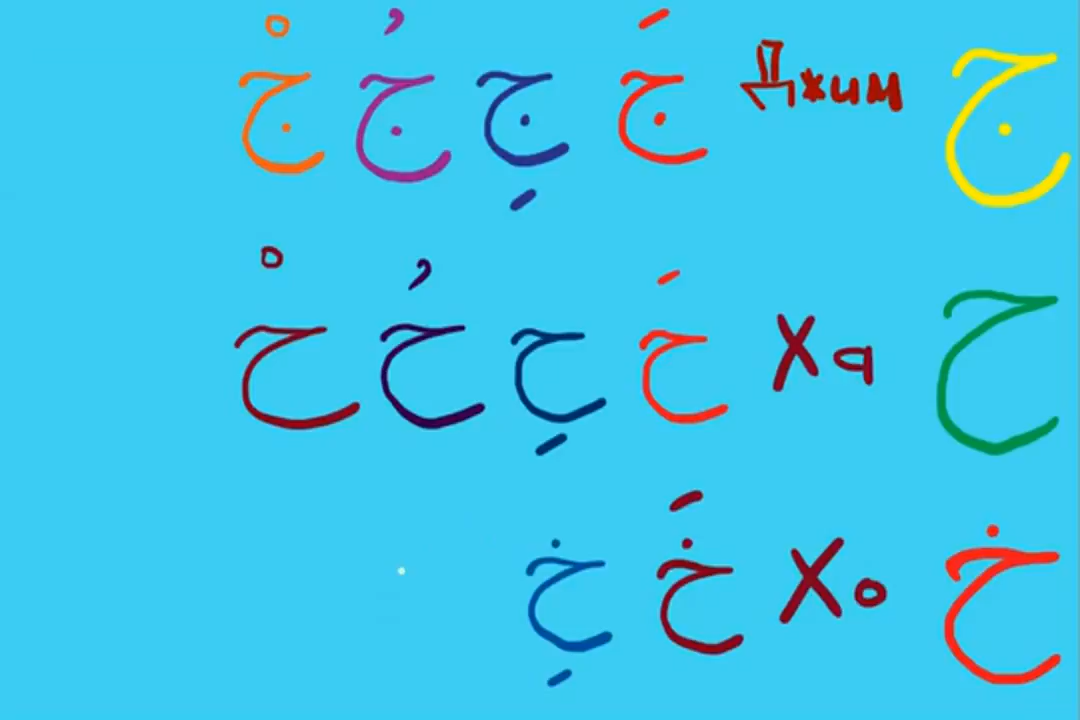 ج Джим جَ جِ جُ جْ
ح Ха حَ حِ حُ حْ
خ Хо خَ خِ